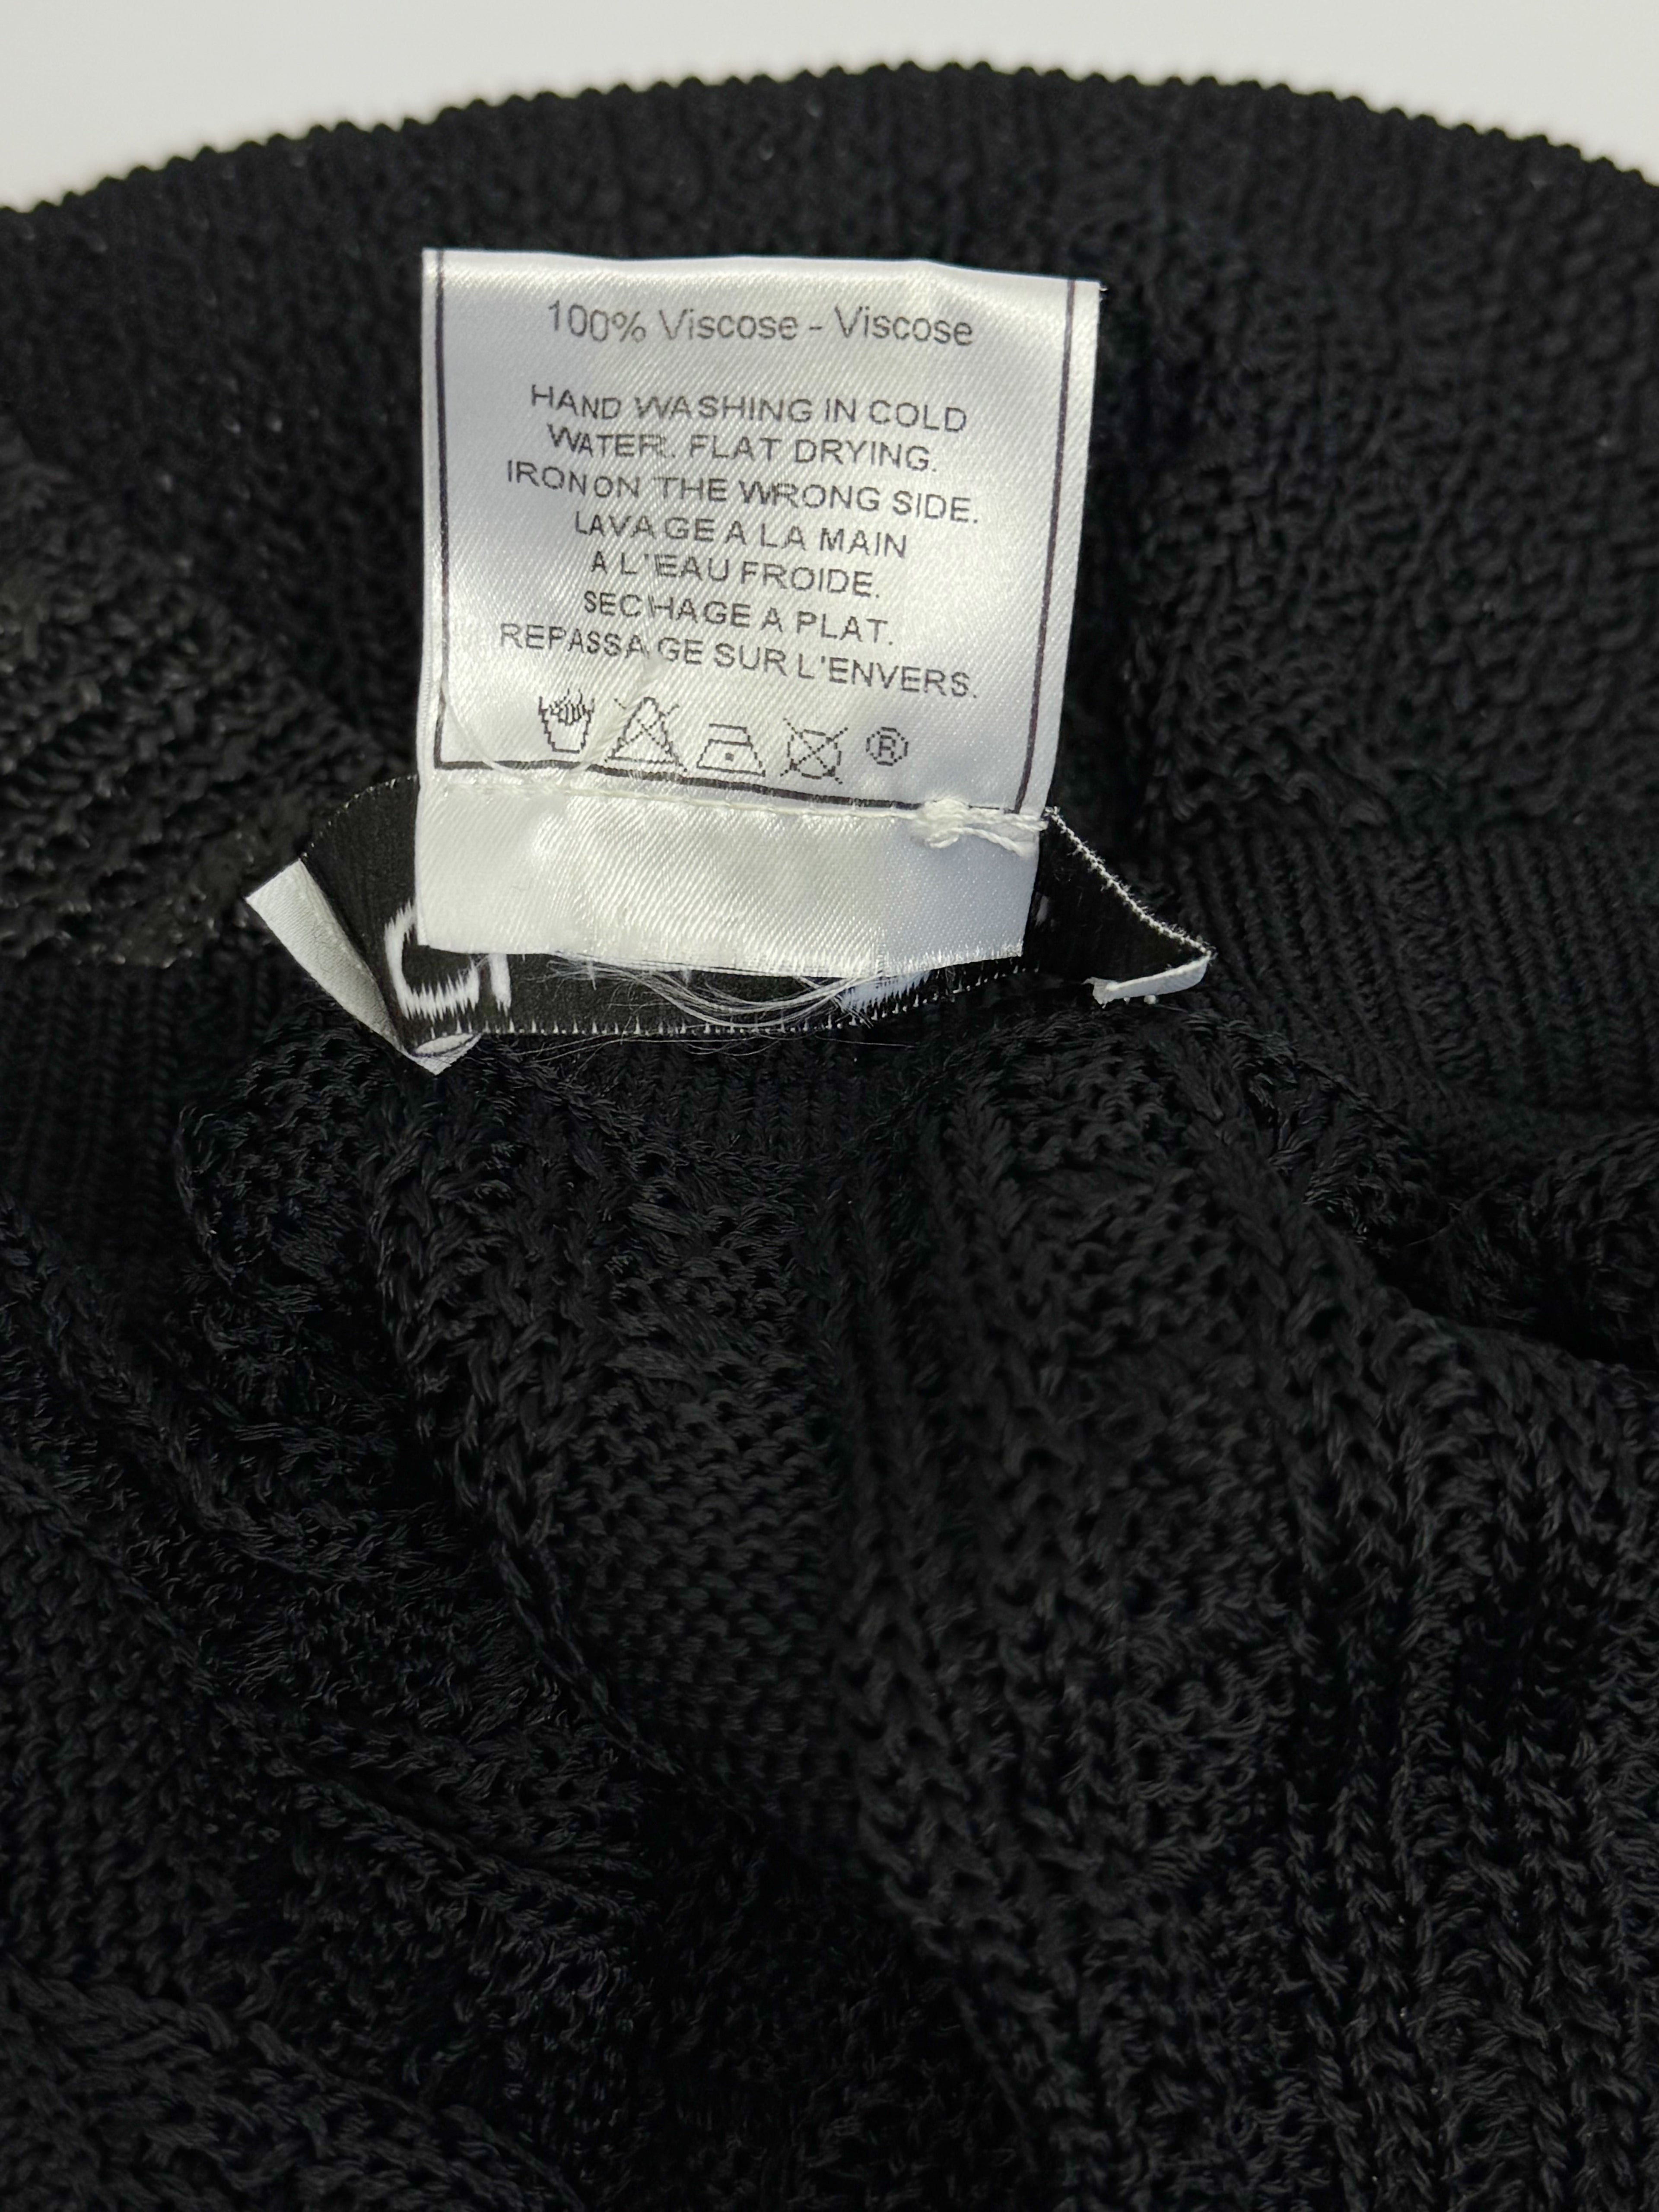 100% Viscose - Viscose
HAND WASHING IN COLD
WATER. FLAT DRYING.
IRON ON THE WRONG SIDE.
LAVAGE A LA MAIN
A L'EAU FROIDE.
SECHAGE A PLAT.
REPASSAGE SUR L'ENVERS.
®